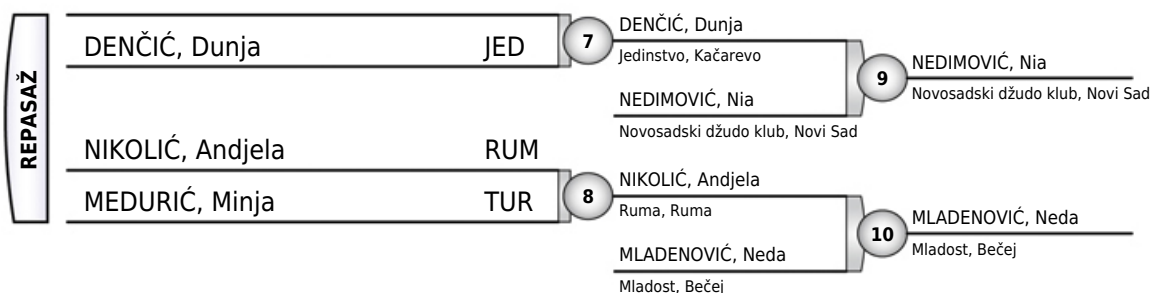 REPASAŽ
DENČIĆ, Dunja JED
NIKOLIĆ, Andjela RUM
MEDURIĆ, Minja TUR
7
8
DENČIĆ, Dunja
Jedinstvo, Kačarevo
NEDIMOVIĆ, Nia
Novosadski džudo klub, Novi Sad
NIKOLIĆ, Andjela
Ruma, Ruma
MLADENOVIĆ, Neda
Mladost, Bečej
9
10
NEDIMOVIĆ, Nia
Novosadski džudo klub, Novi Sad
MLADENOVIĆ, Neda
Mladost, Bečej